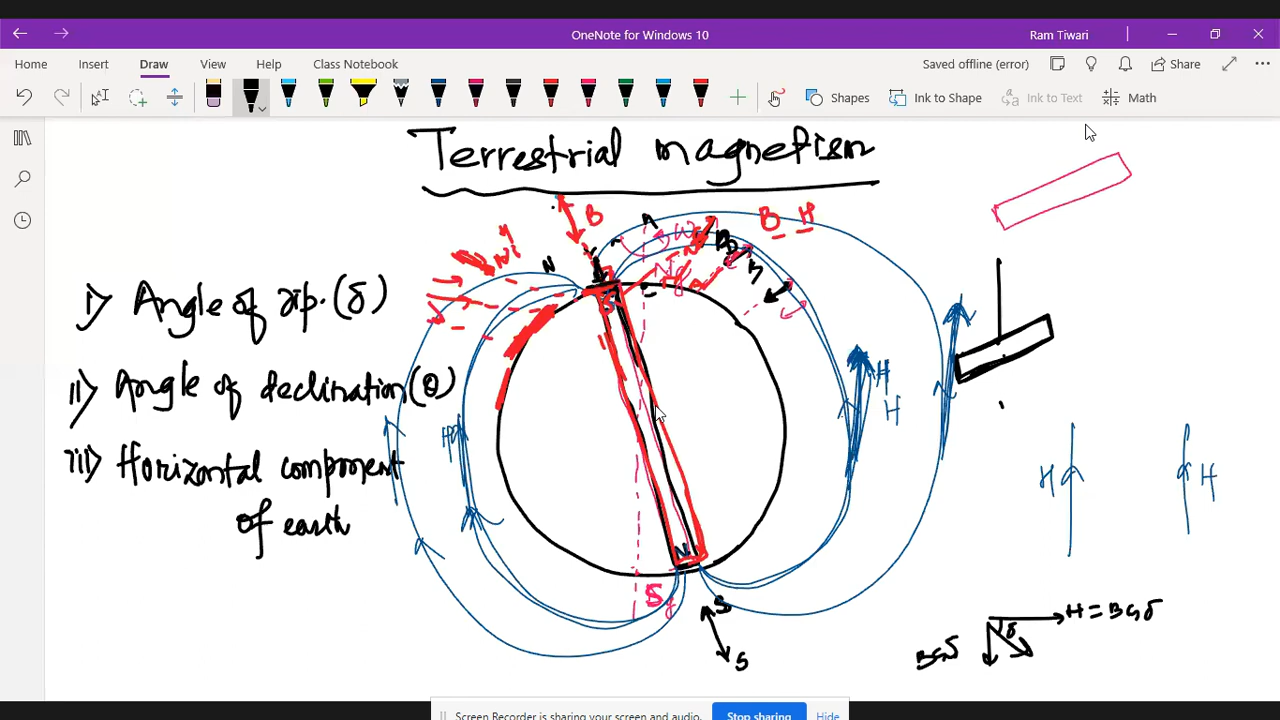 OneNote for Windows 10
Ram Tiwari
Home Insert Draw View Help Class Notebook
Saved offline (error)
Share
Shapes
Ink to Shape
Ink to Text
Math
Terrestrial magnetism
B
A
B H
N
B
S
i) Angle of dip (δ)
ii) Angle of declination (θ)
iii) Horizontal component
of earth
H
H
H
H
H
N
S
S
S
H = B cos δ
δ
Screen Recorder is sharing your screen and audio.
Stop sharing
Hide